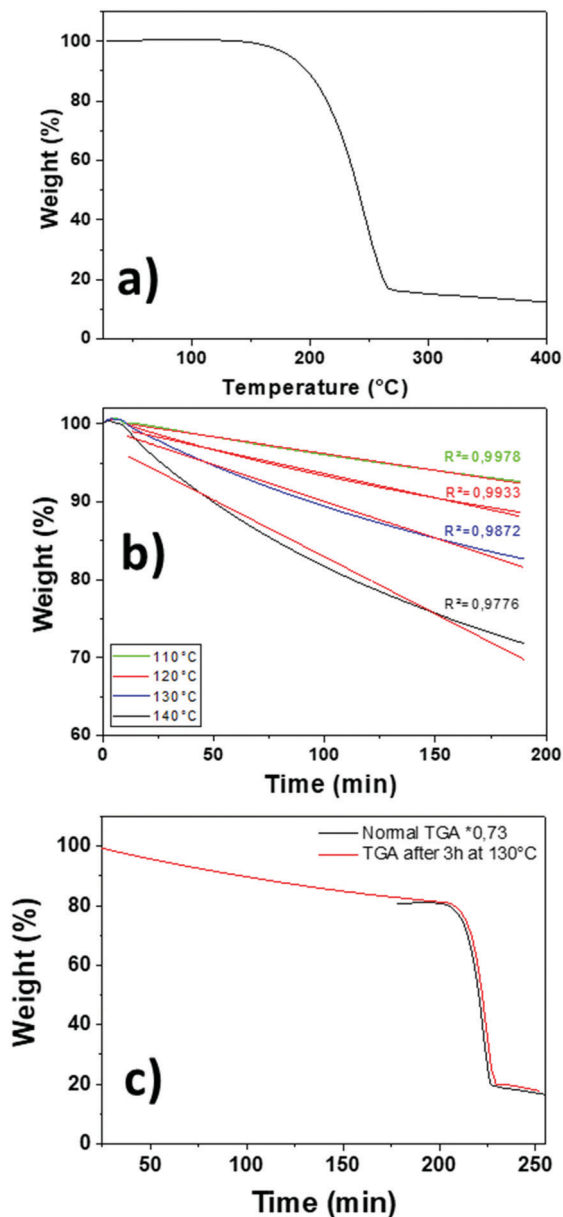 100
80
60
40
20
0
Weight (%)
a)
100
200
300
400
Temperature (°C)
100
90
80
70
60
Weight (%)
b)
R²=0,9978
R²=0,9933
R²=0,9872
R²=0,9776
110°C
120°C
130°C
140°C
0
50
100
150
200
Time (min)
Normal TGA *0,73
TGA after 3h at 130°C
100
80
60
40
20
0
Weight (%)
c)
50
100
150
200
250
Time (min)